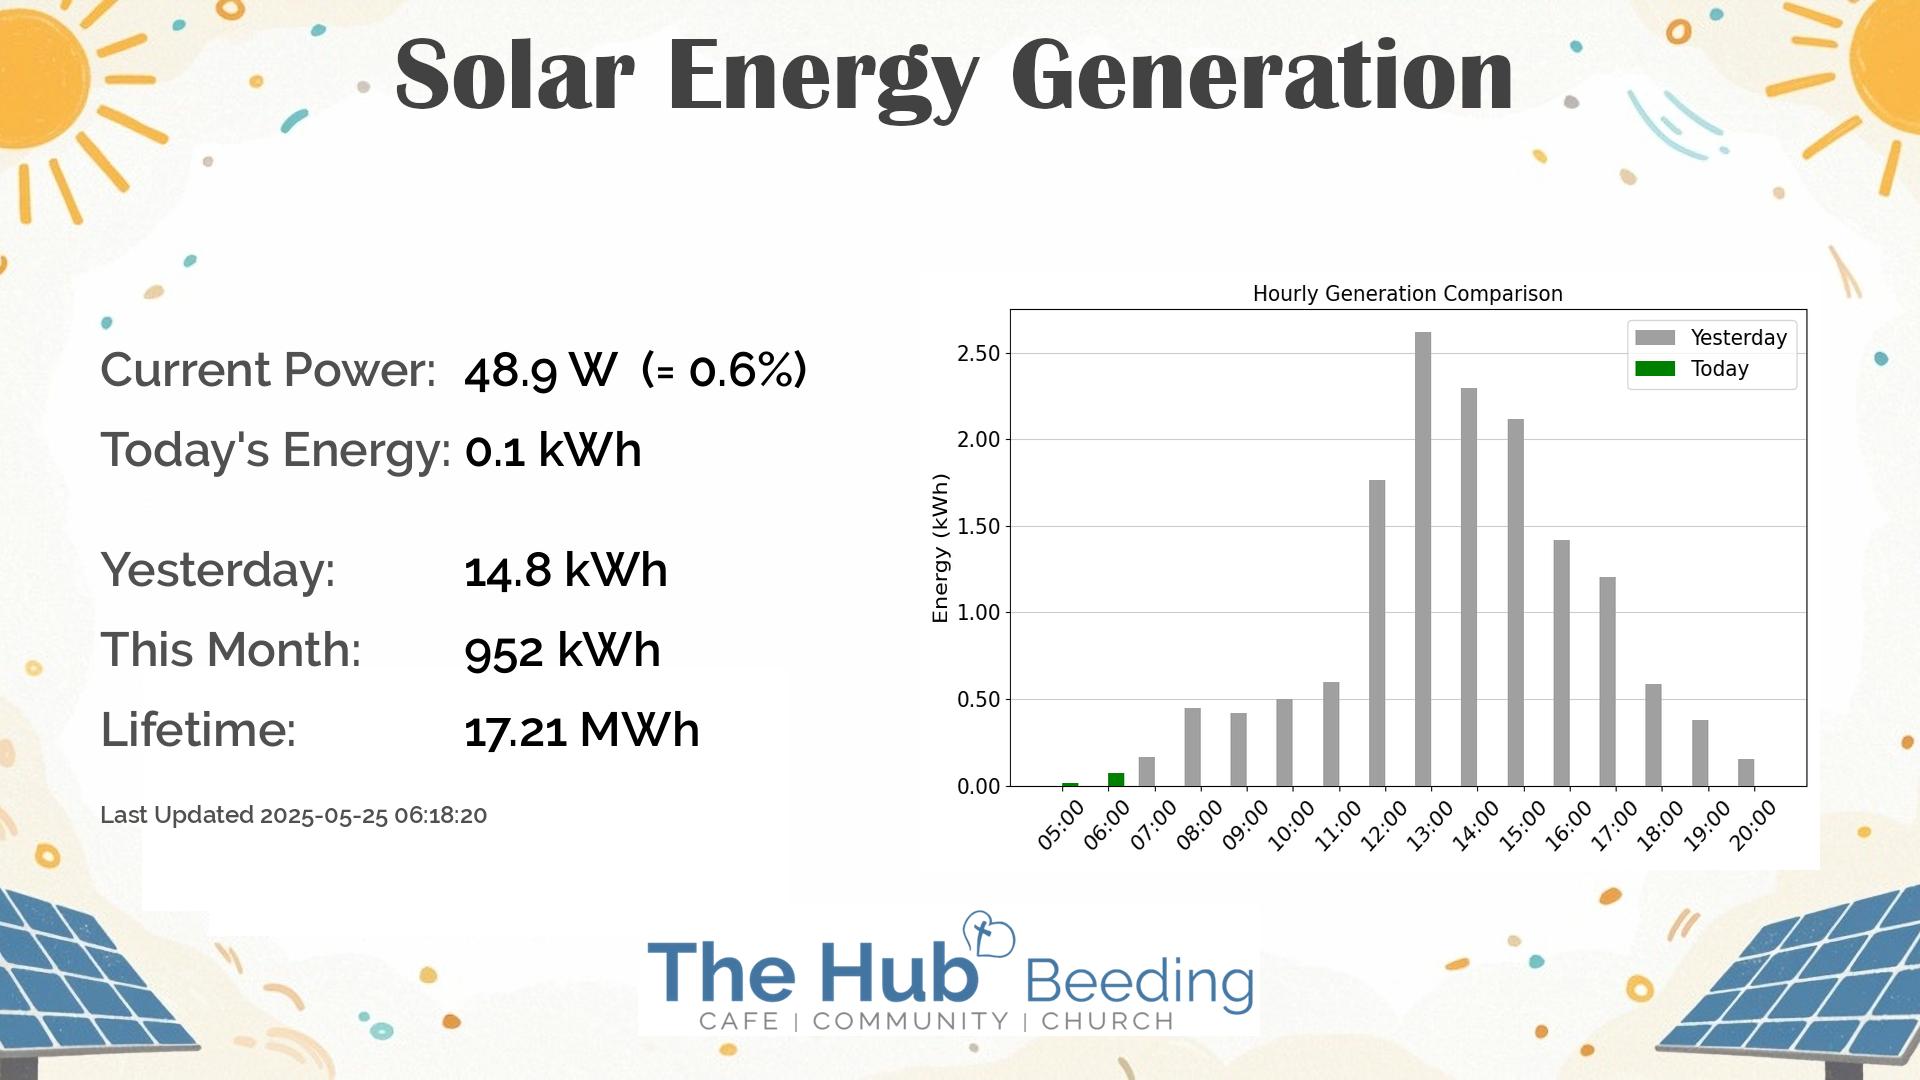 Solar Energy Generation
Current Power: 48.9 W (= 0.6%)
Today's Energy: 0.1 kWh
Yesterday: 14.8 kWh
This Month: 952 kWh
Lifetime: 17.21 MWh
Last Updated 2025-05-25 06:18:20
Hourly Generation Comparison
Yesterday
Today
Energy (kWh)
2.50
2.00
1.50
1.00
0.50
0.00
05:00 06:00 07:00 08:00 09:00 10:00 11:00 12:00 13:00 14:00 15:00 16:00 17:00 18:00 19:00 20:00
The Hub Beeding
CAFE | COMMUNITY | CHURCH